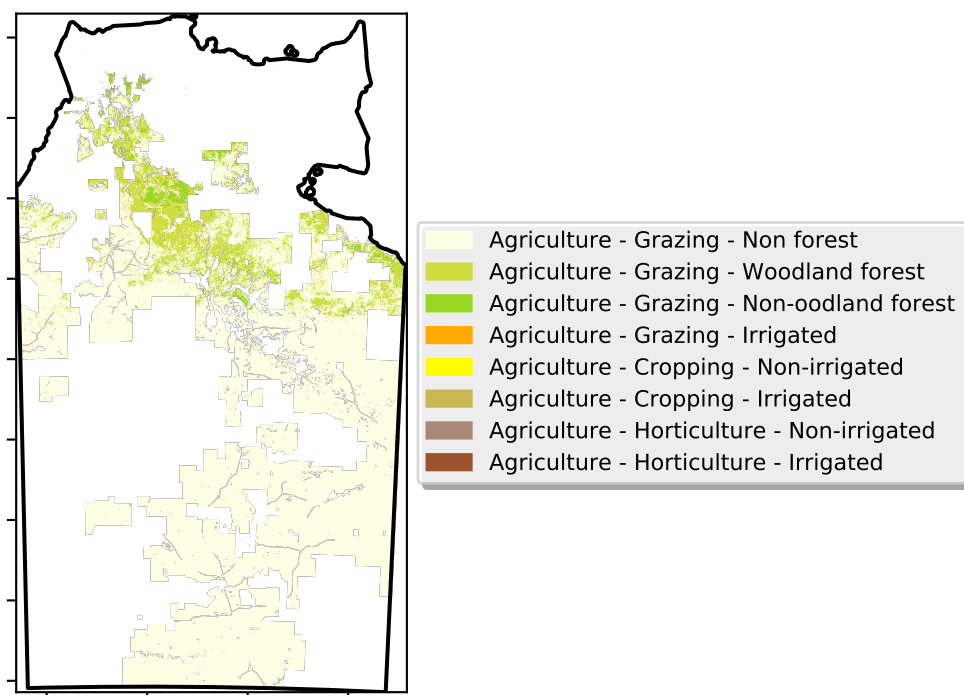 Agriculture - Grazing - Non forest
Agriculture - Grazing - Woodland forest
Agriculture - Grazing - Non-oodland forest
Agriculture - Grazing - Irrigated
Agriculture - Cropping - Non-irrigated
Agriculture - Cropping - Irrigated
Agriculture - Horticulture - Non-irrigated
Agriculture - Horticulture - Irrigated